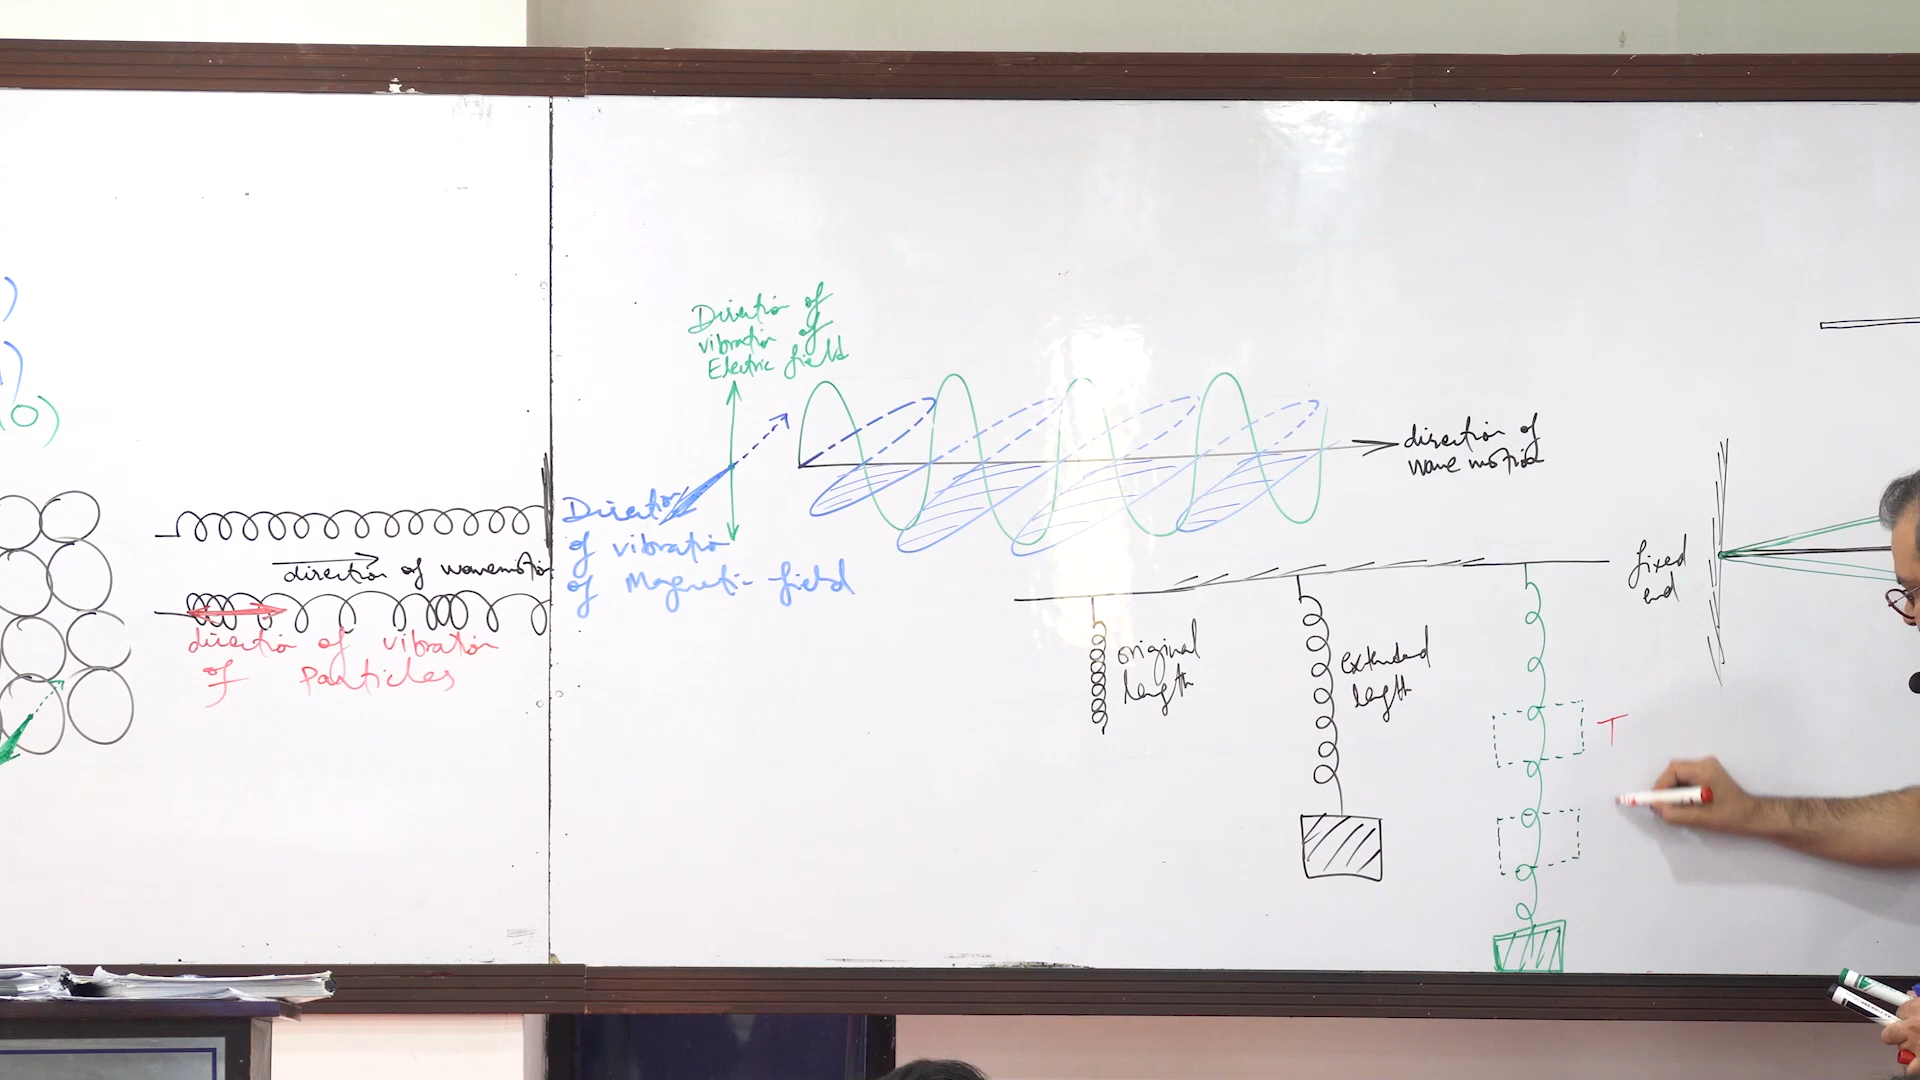 )
)
0)
direction of wavemotion
direction of vibration
of Particles
Direction of
vibration of
Electric field
Direction
of vibration
of Magnetic field
direction of
wave motion
original
length
extended
length
fixed
end
T